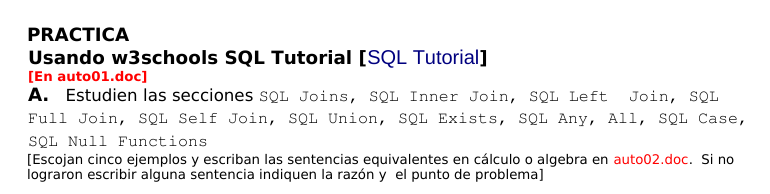 PRACTICA
Usando w3schools SQL Tutorial [SQL Tutorial]
[En auto01.doc]
A. Estudien las secciones SQL Joins, SQL Inner Join, SQL Left Join, SQL
Full Join, SQL Self Join, SQL Union, SQL Exists, SQL Any, All, SQL Case,
SQL Null Functions
[Escojan cinco ejemplos y escriban las sentencias equivalentes en cálculo o algebra en auto02.doc. Si no
lograron escribir alguna sentencia indiquen la razón y el punto de problema]